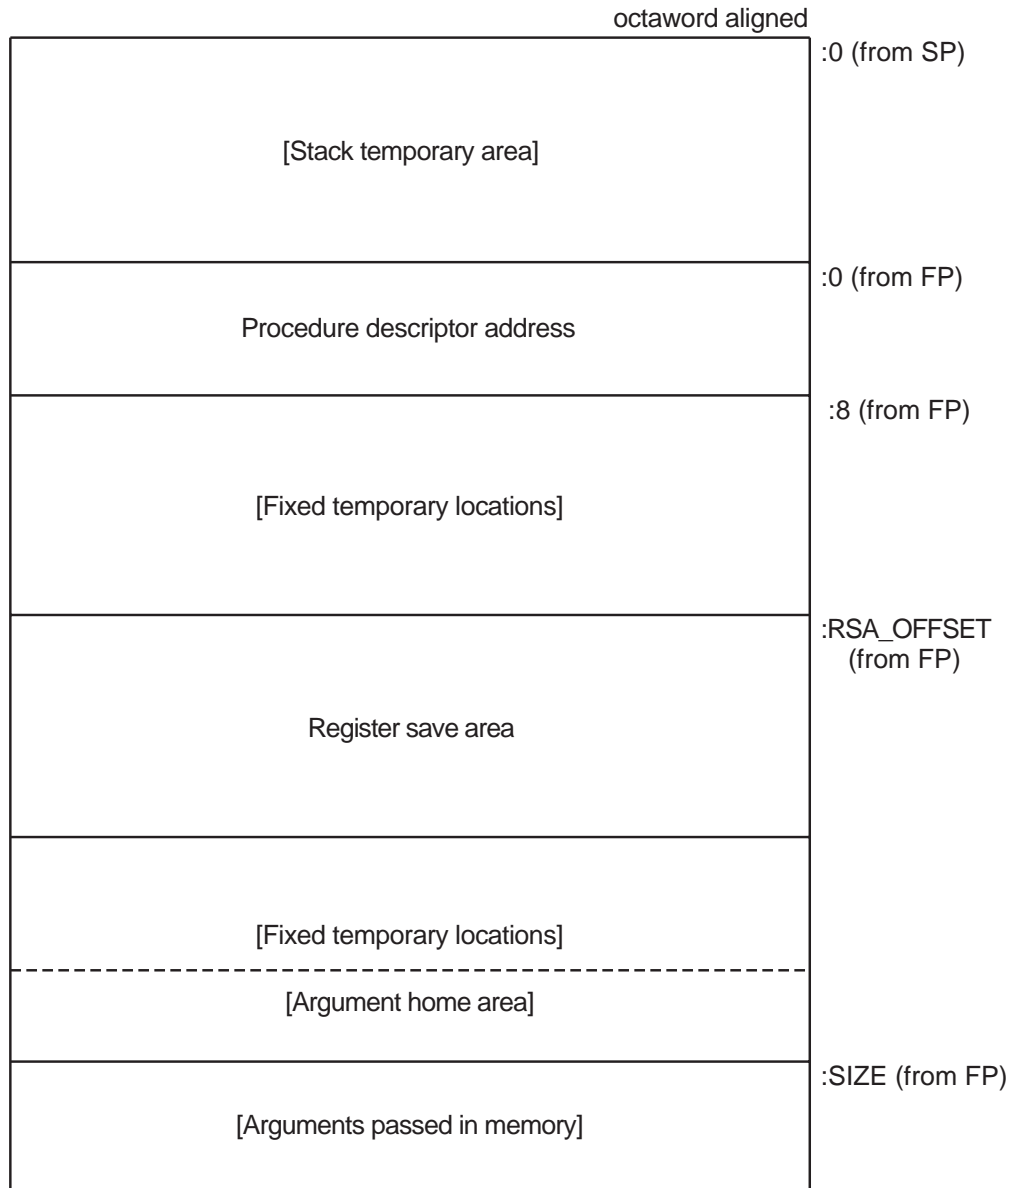 octaword aligned
:0 (from SP)
[Stack temporary area]
:0 (from FP)
Procedure descriptor address
:8 (from FP)
[Fixed temporary locations]
:RSA_OFFSET
(from FP)
Register save area
[Fixed temporary locations]
[Argument home area]
:SIZE (from FP)
[Arguments passed in memory]